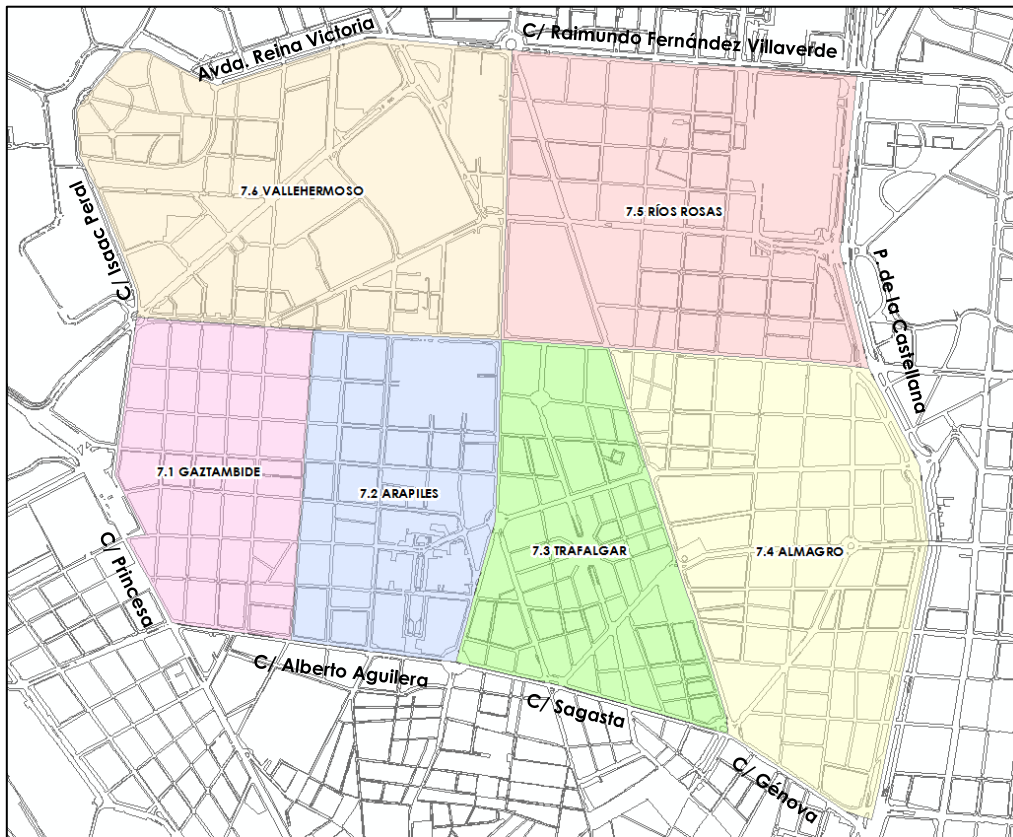 C/ Raimundo Fernández Villaverde
Avda. Reina Victoria
7.6 VALLEHERMOSO
7.5 RÍOS ROSAS
C/ Isaac Peral
P. de la Castellana
7.1 GAZTAMBIDE
7.2 ARAPILES
7.3 TRAFALGAR
7.4 ALMAGRO
C/ Princesa
C/ Alberto Aguilera
C/ Sagasta
C/ Génova